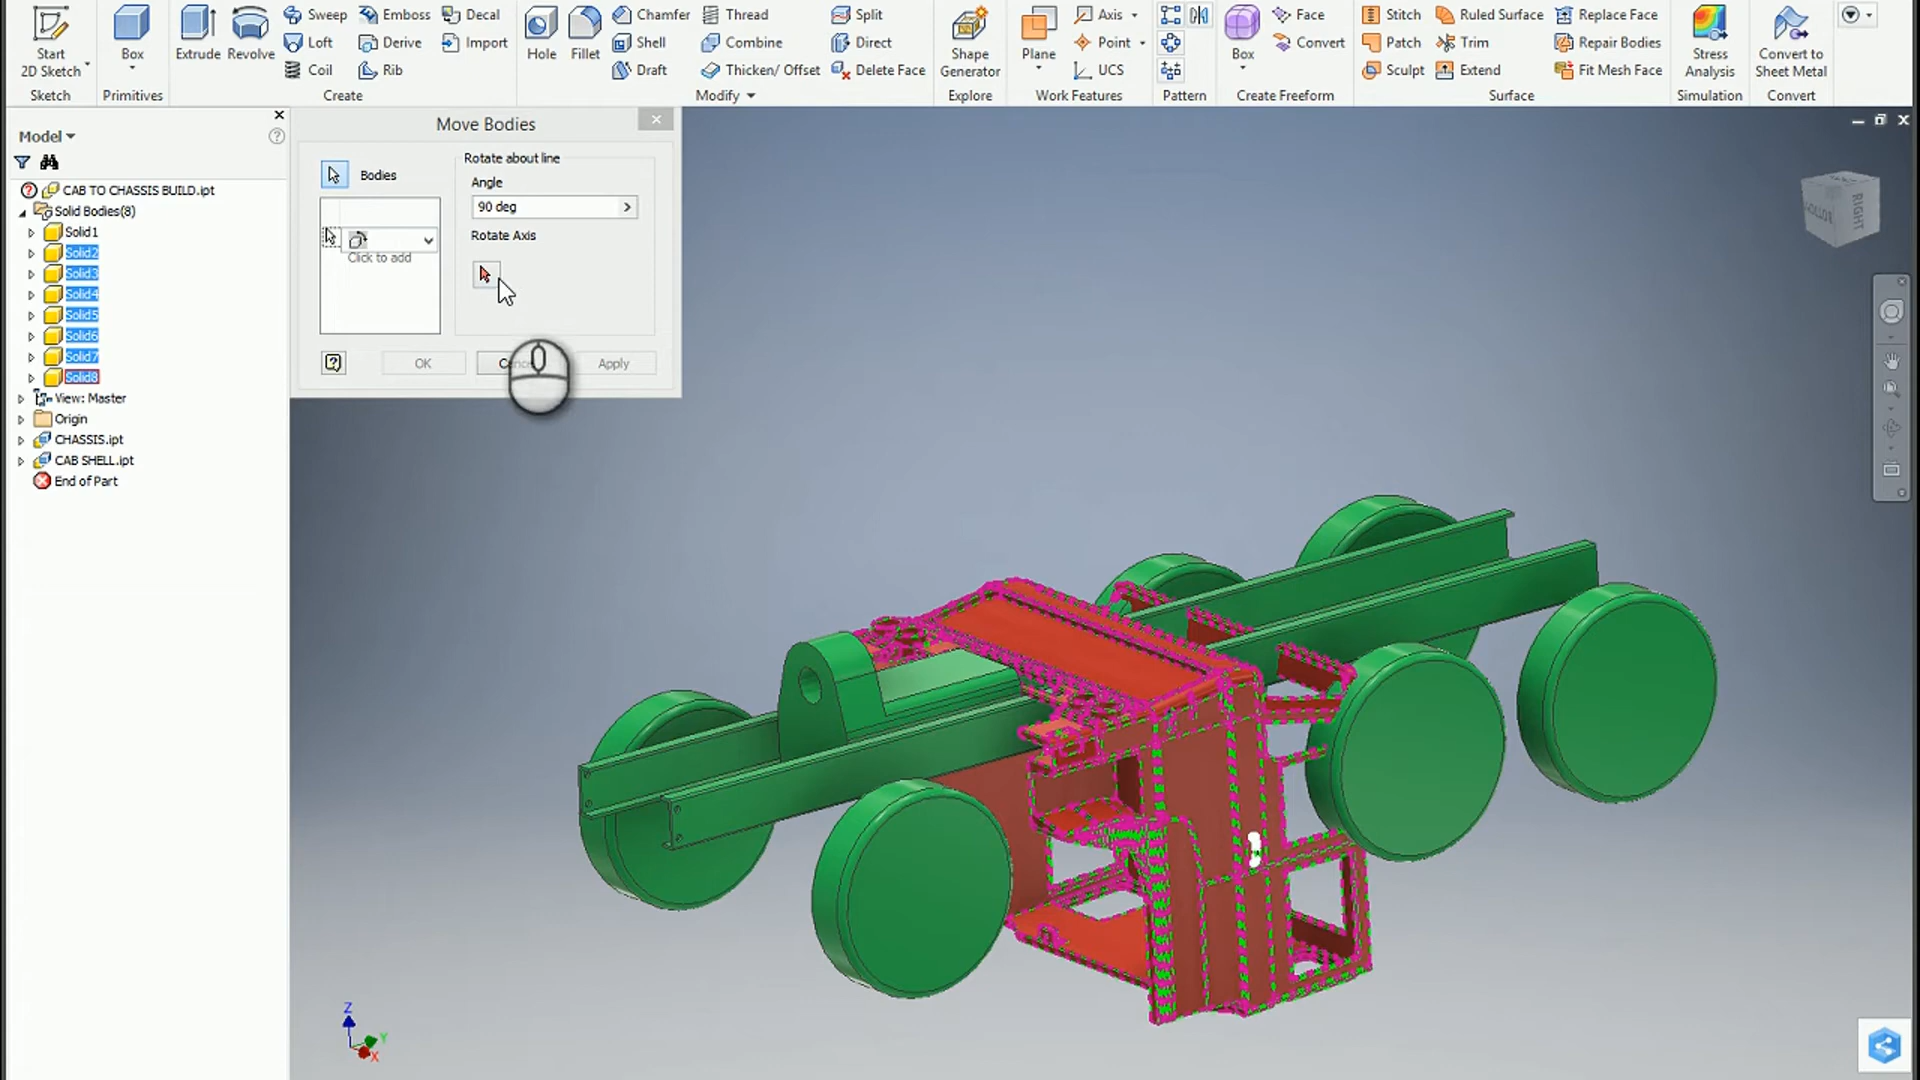 Start
2D Sketch
Sketch
Box
Primitives
Extrude
Revolve
Sweep
Emboss
Decal
Loft
Derive
Import
Coil
Rib
Create
Hole
Fillet
Chamfer
Thread
Split
Shell
Combine
Direct
Draft
Thicken/ Offset
Delete Face
Modify
Shape
Generator
Explore
Plane
Axis
Point
UCS
Work Features
Pattern
Box
Face
Convert
Create Freeform
Stitch
Ruled Surface
Replace Face
Patch
Trim
Repair Bodies
Sculpt
Extend
Fit Mesh Face
Surface
Stress
Analysis
Simulation
Convert to
Sheet Metal
Convert
Model
CAB TO CHASSIS BUILD.ipt
Solid Bodies(8)
Solid1
Solid2
Solid3
Solid4
Solid5
Solid6
Solid7
Solid8
View: Master
Origin
CHASSIS.ipt
CAB SHELL.ipt
End of Part
Move Bodies
Bodies
Click to add
Rotate about line
Angle
90 deg
Rotate Axis
OK
Apply
RIGHT
Z
Y
X